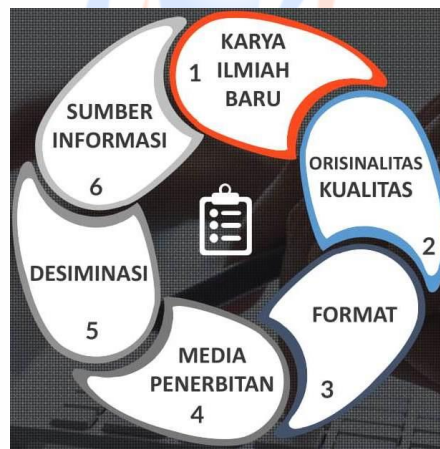 KARYA
1 ILMIAH
BARU
ORISINALITAS
KUALITAS
2
FORMAT
3
MEDIA
PENERBITAN
4
DESIMINASI
5
SUMBER
INFORMASI
6